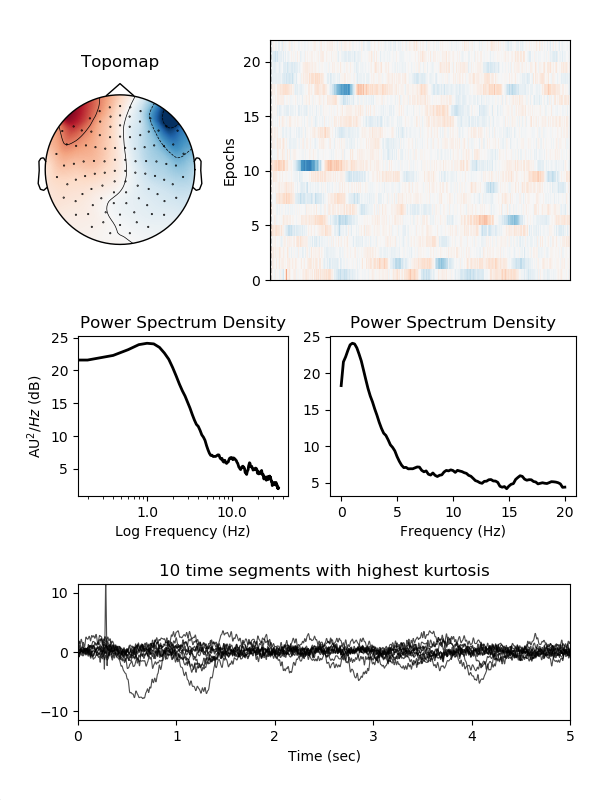 Topomap
Epochs
20
15
10
5
0
Power Spectrum Density
AU²/Hz (dB)
25
20
15
10
5
1.0 10.0
Log Frequency (Hz)
Power Spectrum Density
25
20
15
10
5
0 5 10 15 20
Frequency (Hz)
10 time segments with highest kurtosis
10
0
−10
0 1 2 3 4 5
Time (sec)